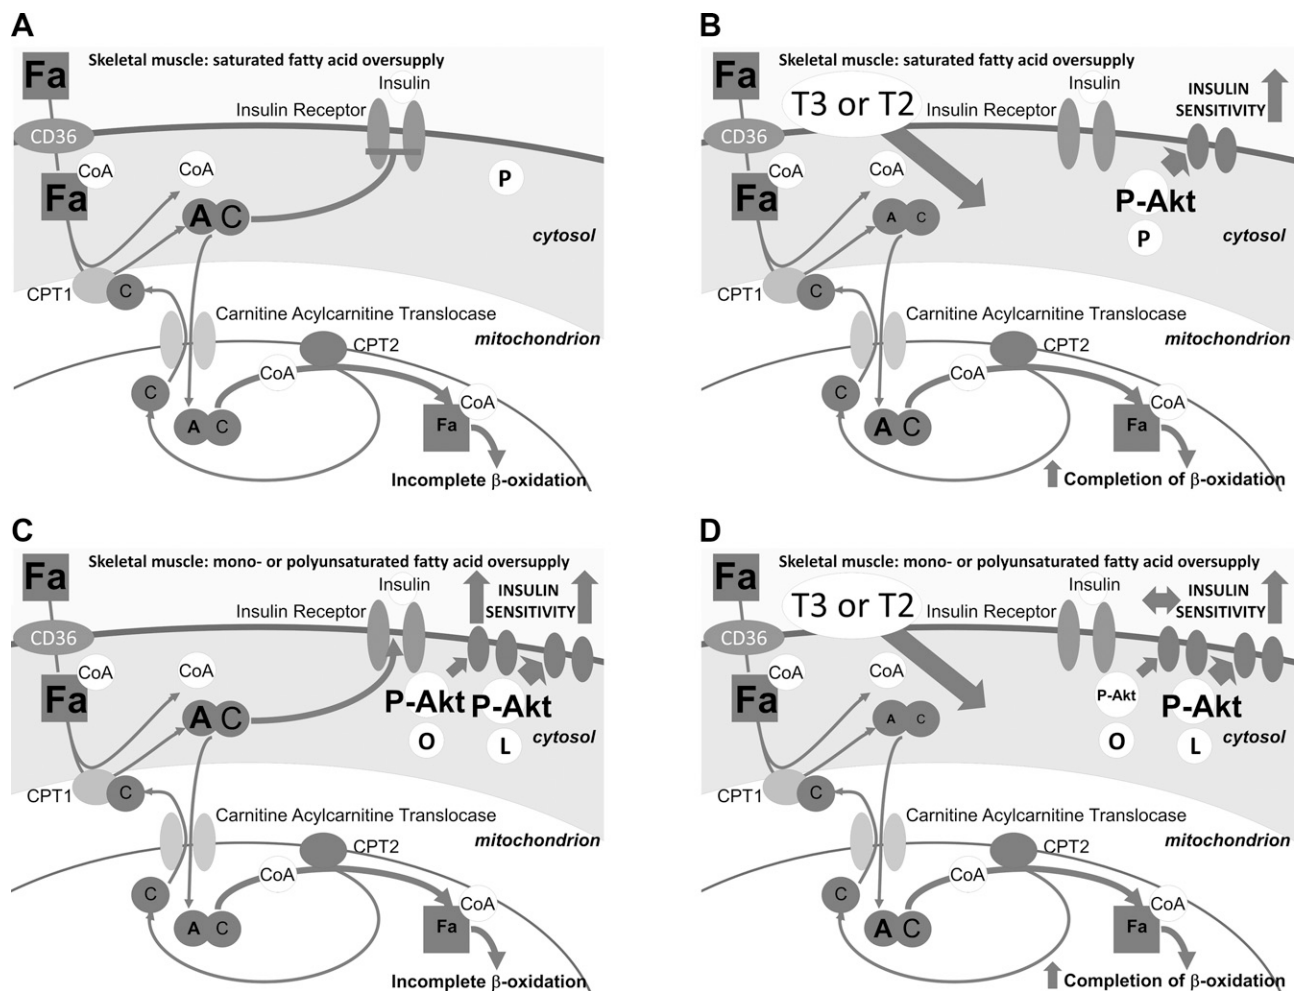 A
Skeletal muscle: saturated fatty acid oversupply
Fa
Insulin
Insulin Receptor
CD36
CoA
CoA
Fa
P
A C
cytosol
CPT1
C
Carnitine Acylcarnitine Translocase
mitochondrion
CPT2
CoA
C
CoA
A C
Fa
Incomplete β-oxidation
B
Skeletal muscle: saturated fatty acid oversupply
Fa
T3 or T2
Insulin
Insulin Receptor
INSULIN
SENSITIVITY
CD36
CoA
CoA
Fa
P-Akt
A C
P
cytosol
CPT1
C
Carnitine Acylcarnitine Translocase
mitochondrion
CPT2
CoA
C
CoA
A C
Fa
Completion of β-oxidation
C
Skeletal muscle: mono- or polyunsaturated fatty acid oversupply
Fa
Insulin
INSULIN
SENSITIVITY
Insulin Receptor
CD36
CoA
CoA
Fa
P-Akt P-Akt
A C
O
L
cytosol
CPT1
C
Carnitine Acylcarnitine Translocase
mitochondrion
CPT2
CoA
C
CoA
A C
Fa
Incomplete β-oxidation
D
Skeletal muscle: mono- or polyunsaturated fatty acid oversupply
Fa
T3 or T2
Insulin
INSULIN
SENSITIVITY
Insulin Receptor
CD36
CoA
CoA
Fa
P-Akt
P-Akt
A C
O
L
cytosol
CPT1
C
Carnitine Acylcarnitine Translocase
mitochondrion
CPT2
CoA
C
CoA
A C
Fa
Completion of β-oxidation